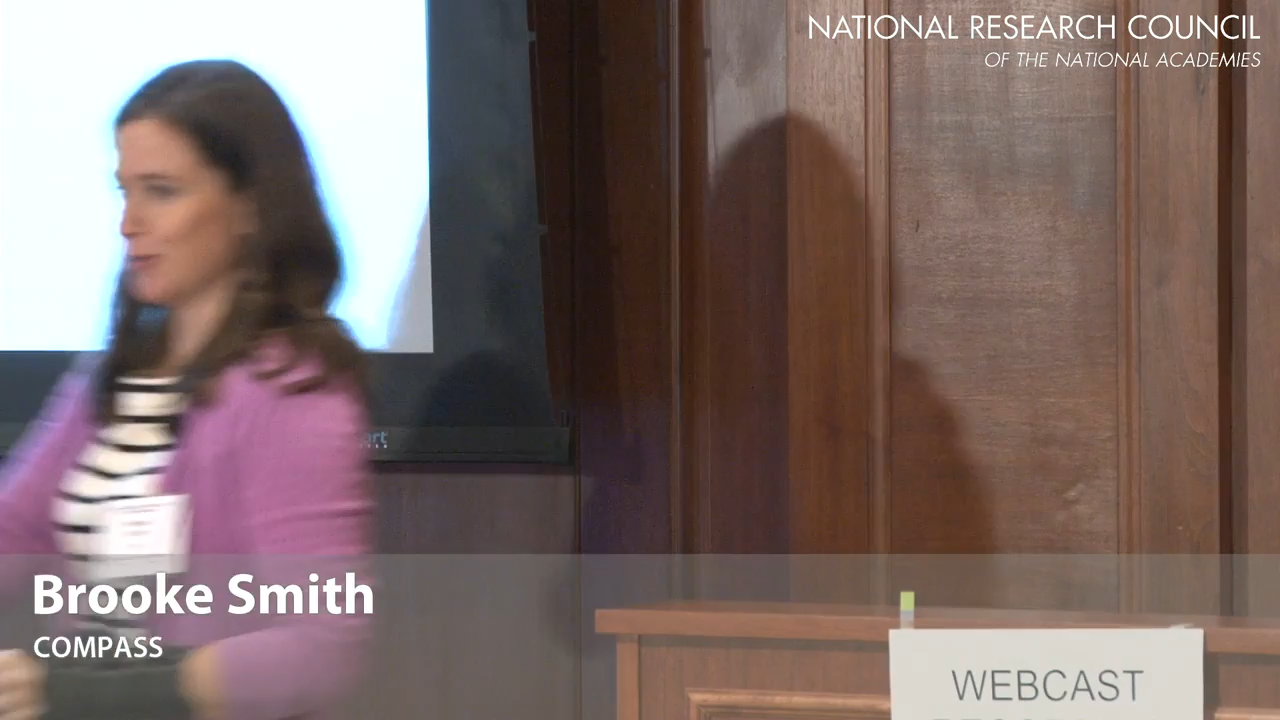 NATIONAL RESEARCH COUNCIL
OF THE NATIONAL ACADEMIES
Brooke Smith
COMPASS
WEBCAST